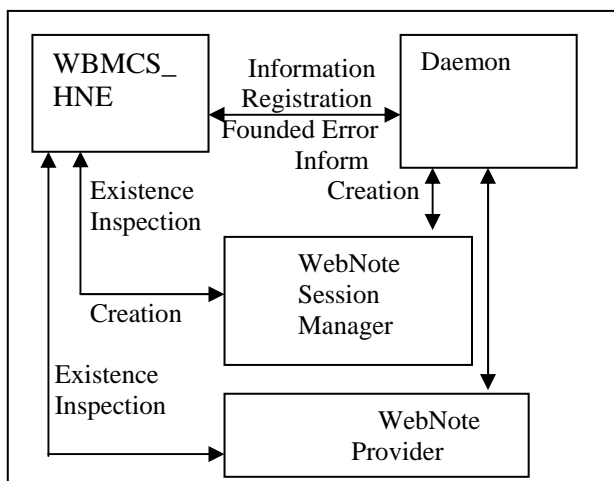 WBMCS_
HNE
Information
Registration
Founded Error
Inform
Daemon
Creation
Existence
Inspection
WebNote
Session
Manager
Creation
Existence
Inspection
WebNote
Provider